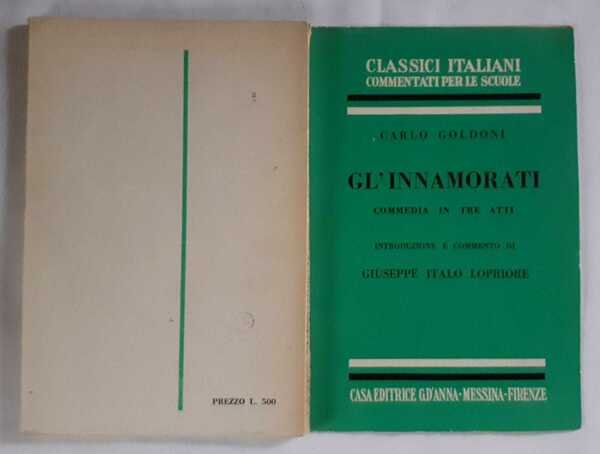 PREZZO L. 500
CLASSICI ITALIANI
COMMENTATI PER LE SCUOLE
CARLO GOLDONI
GL'INNAMORATI
COMMEDIA IN TRE ATTI
INTRODUZIONE E COMMENTO DI
GIUSEPPE ITALO LOPRIORE
CASA EDITRICE G.D'ANNA-MESSINA-FIRENZE